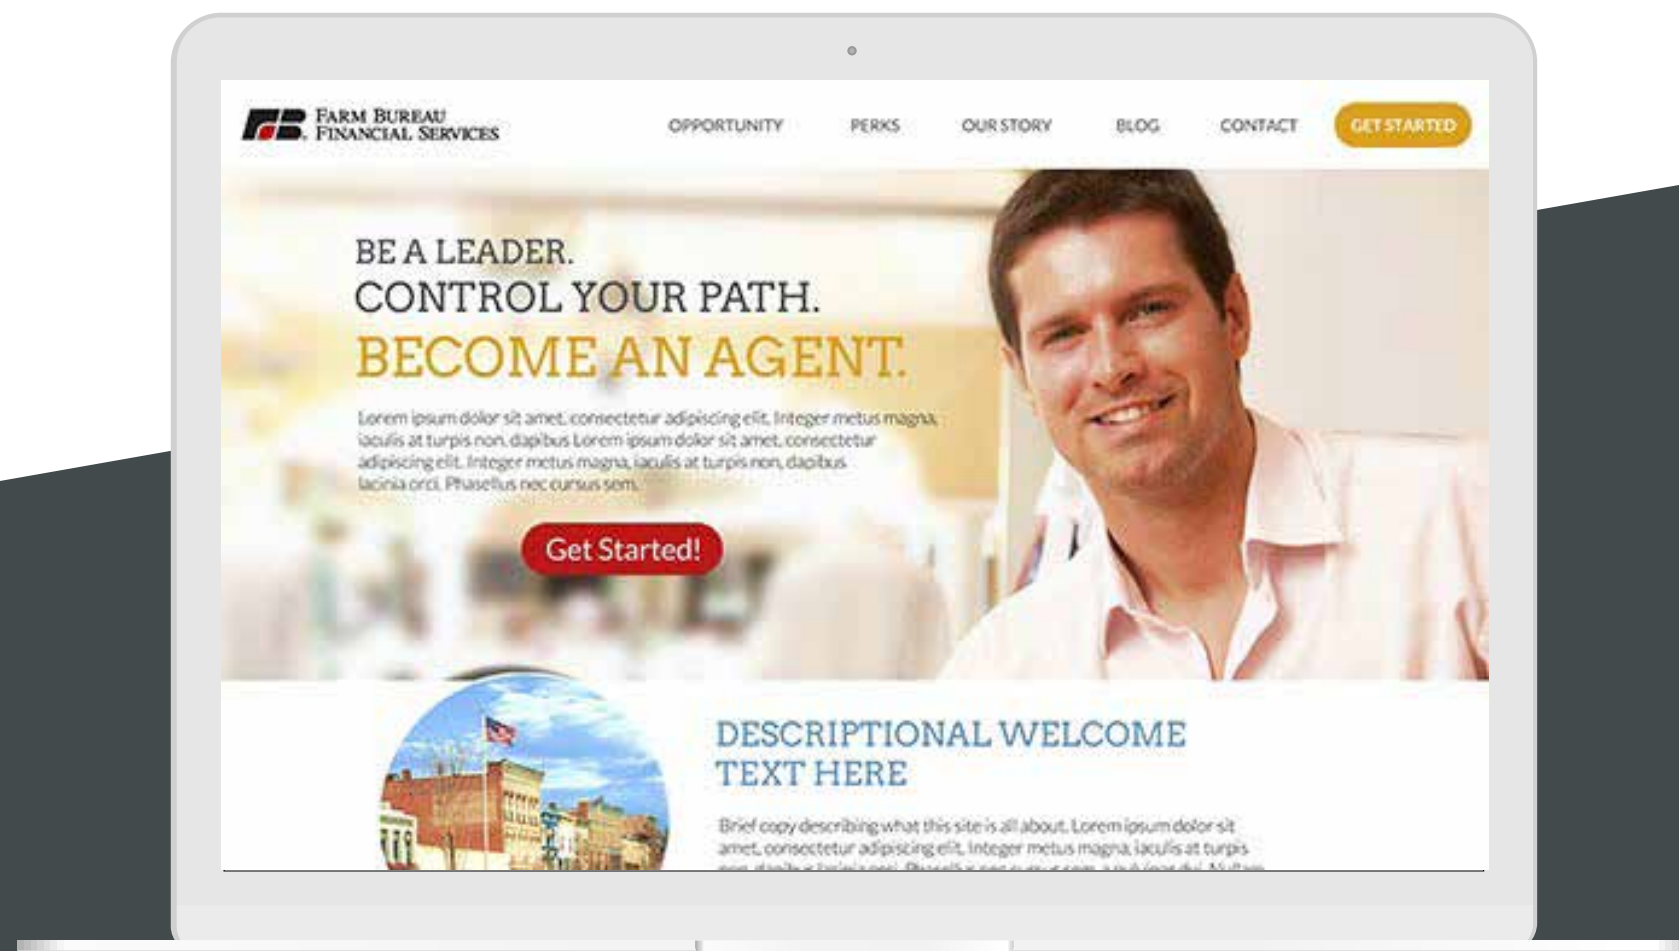 FARM BUREAU
FINANCIAL SERVICES
OPPORTUNITY PERKS OUR STORY BLOG CONTACT GET STARTED
BE A LEADER.
CONTROL YOUR PATH.
BECOME AN AGENT.
Lorem ipsum dolor sit amet, consectetur adipiscing elit. Integer metus magna,
iaculis at turpis non, dapibus Lorem ipsum dolor sit amet, consectetur
adipiscing elit. Integer metus magna, iaculis at turpis non, dapibus
lacinia orci. Phasellus nec cursus sem.
Get Started!
DESCRIPTIONAL WELCOME
TEXT HERE
Brief copy describing what this site is all about. Lorem ipsum dolor sit
amet, consectetur adipiscing elit. Integer metus magna, iaculis at turpis